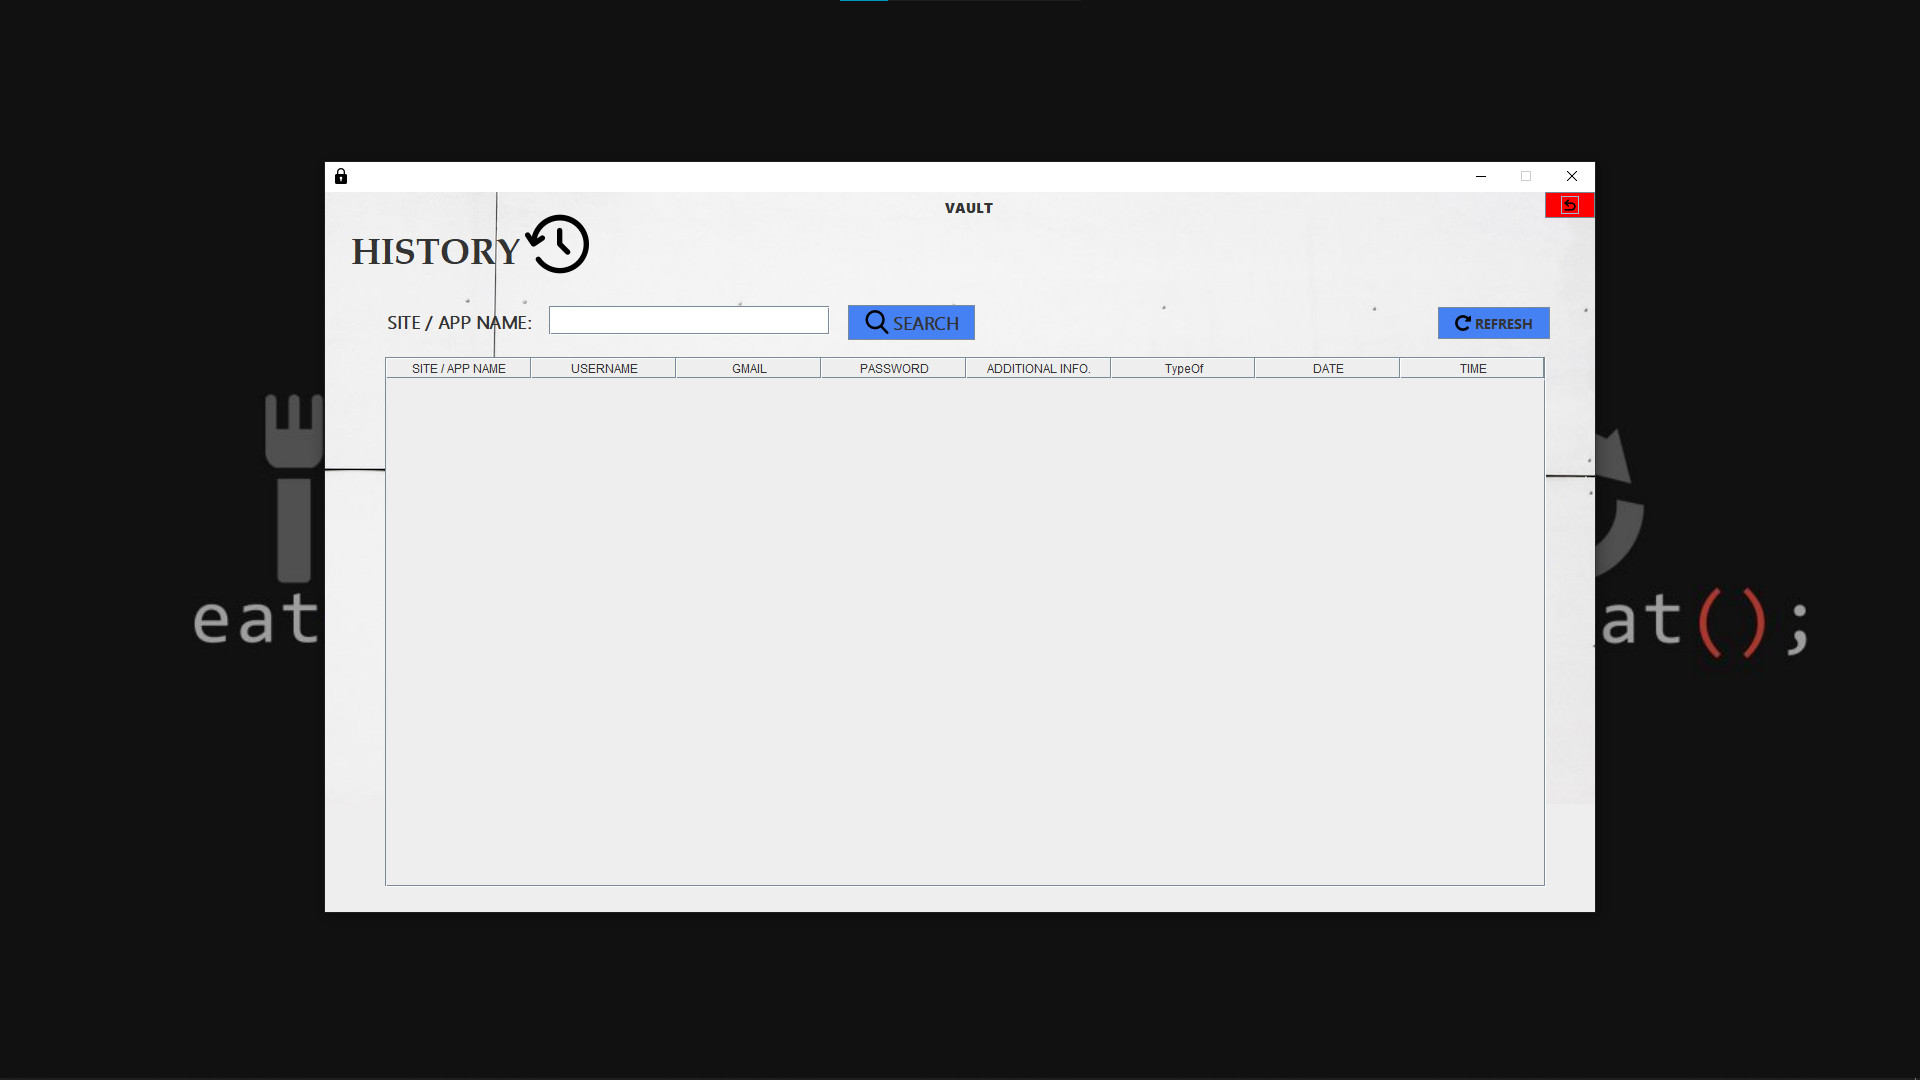 VAULT
HISTORY
SITE / APP NAME:
SEARCH
REFRESH
SITE / APP NAME USERNAME GMAIL PASSWORD ADDITIONAL INFO. TypeOf DATE TIME
eat at();